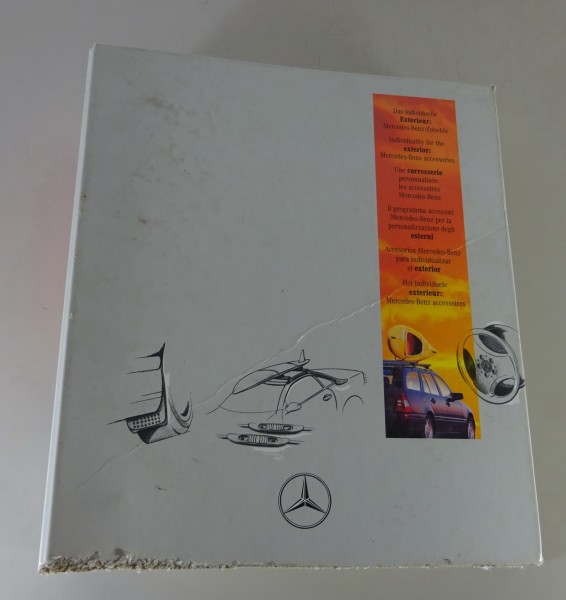 Das individuelle
Exterieur:
Mercedes-Benz-Zubehör
Individuality for the
exterior:
Mercedes-Benz accessories
Une carrosserie
personnalisée:
les accessoires
Mercedes-Benz
Il programma accessori
Mercedes-Benz per la
personalizzazione degli
esterni
Accesorios Mercedes-Benz
para individualizar
el exterior
Het individuele
exterieur:
Mercedes-Benz accessoires